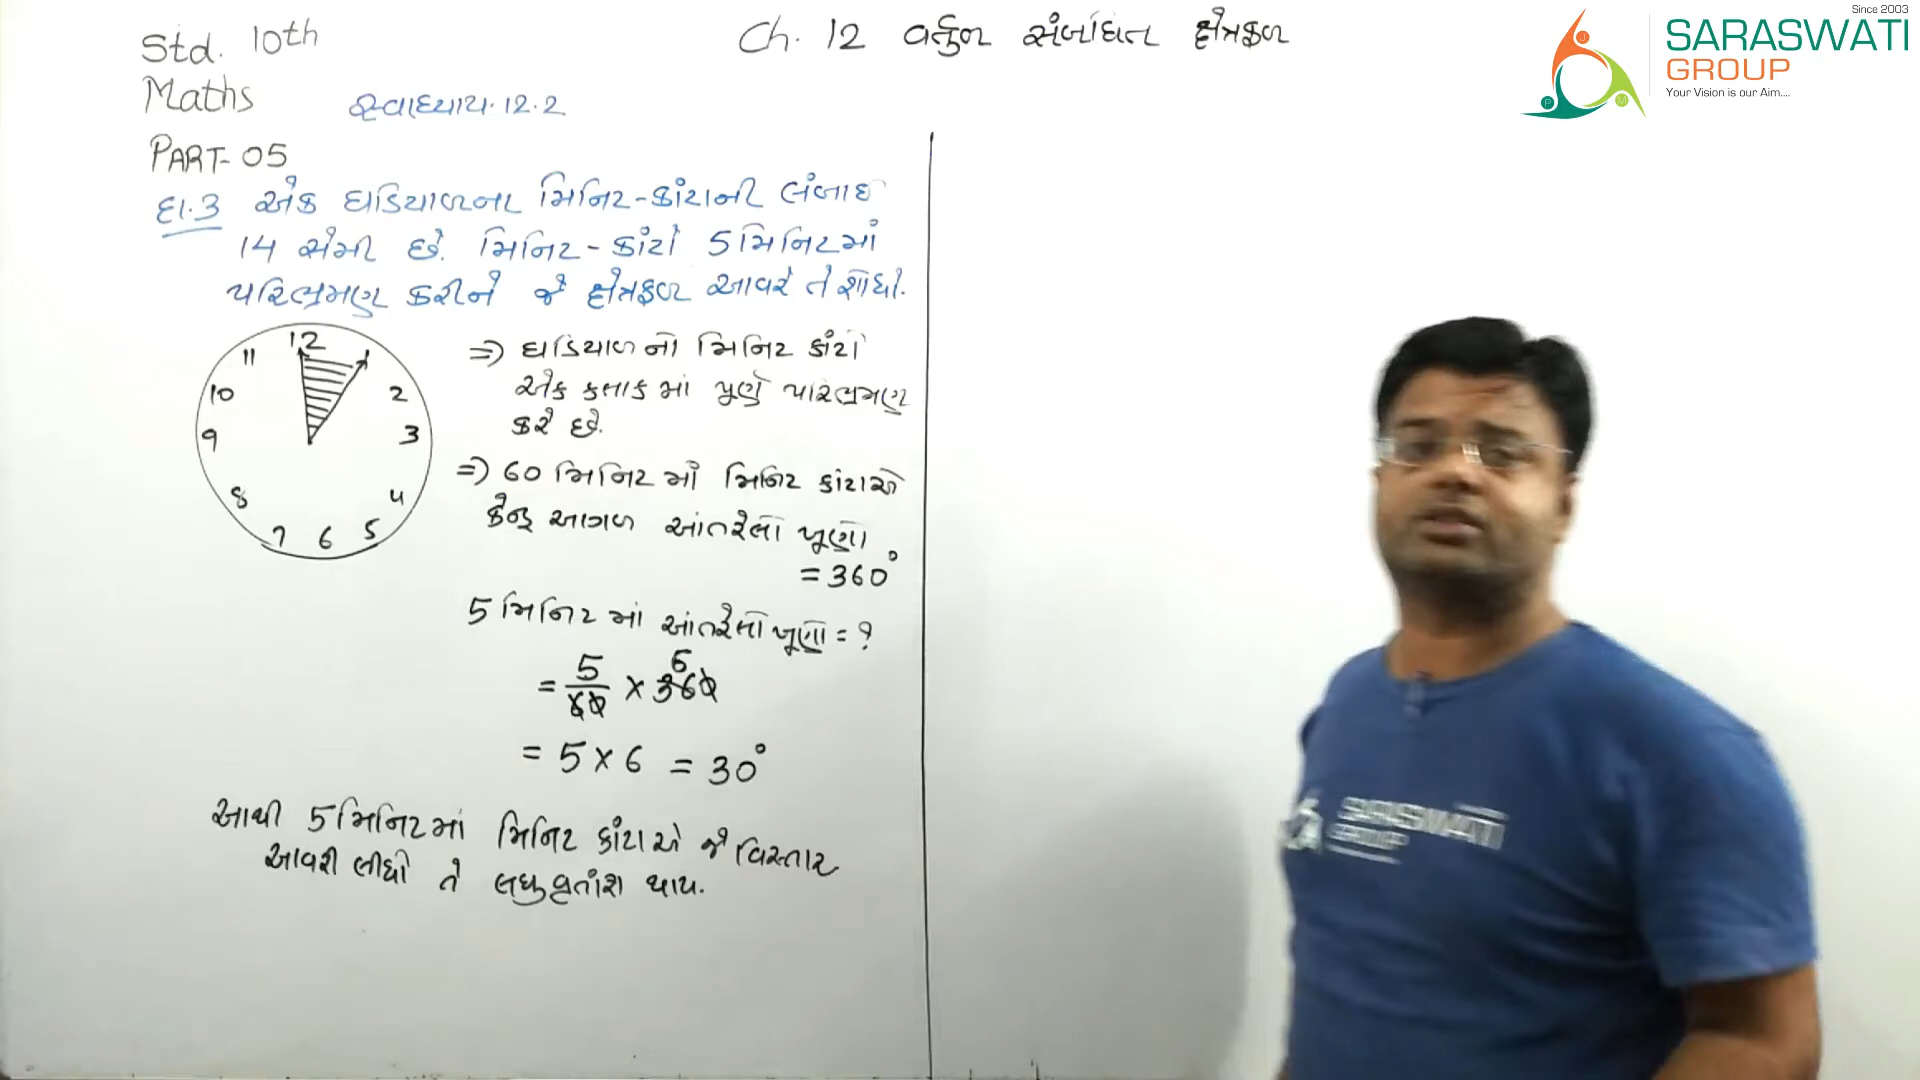 Std. 10th
Maths
PART-05
Ch. 12 વર્તુળ સંબંધિત ક્ષેત્રફળ
સ્વાધ્યાય.12.2
Since 2003
SARASWATI
GROUP
Your Vision is our Aim....
દા.3 એક ઘડિયાળના મિનિટ-કાંટાની લંબાઈ
14 સેમી છે. મિનિટ-કાંટો 5 મિનિટમાં
પરિભ્રમણ કરીને જે ક્ષેત્રફળ આવરે તે શોધો.
12
1
2
3
4
5
6
7
8
9
10
11
⇒ ઘડિયાળ નો મિનિટ કાંટો
એક કલાક માં પૂર્ણ પરિભ્રમણ
કરે છે.
⇒ 60 મિનિટ માં મિનિટ કાંટાએ
કેન્દ્ર આગળ આંતરેલો ખૂણો
= 360°
5 મિનિટ માં આંતરેલો ખૂણો = ?
= 5/60 × 360 6
= 5 × 6 = 30°
આથી 5 મિનિટમાં મિનિટ કાંટાએ જે વિસ્તાર
આવરી લીધો તે લઘુવૃતાંશ થાય.
SARASWATI
GROUP